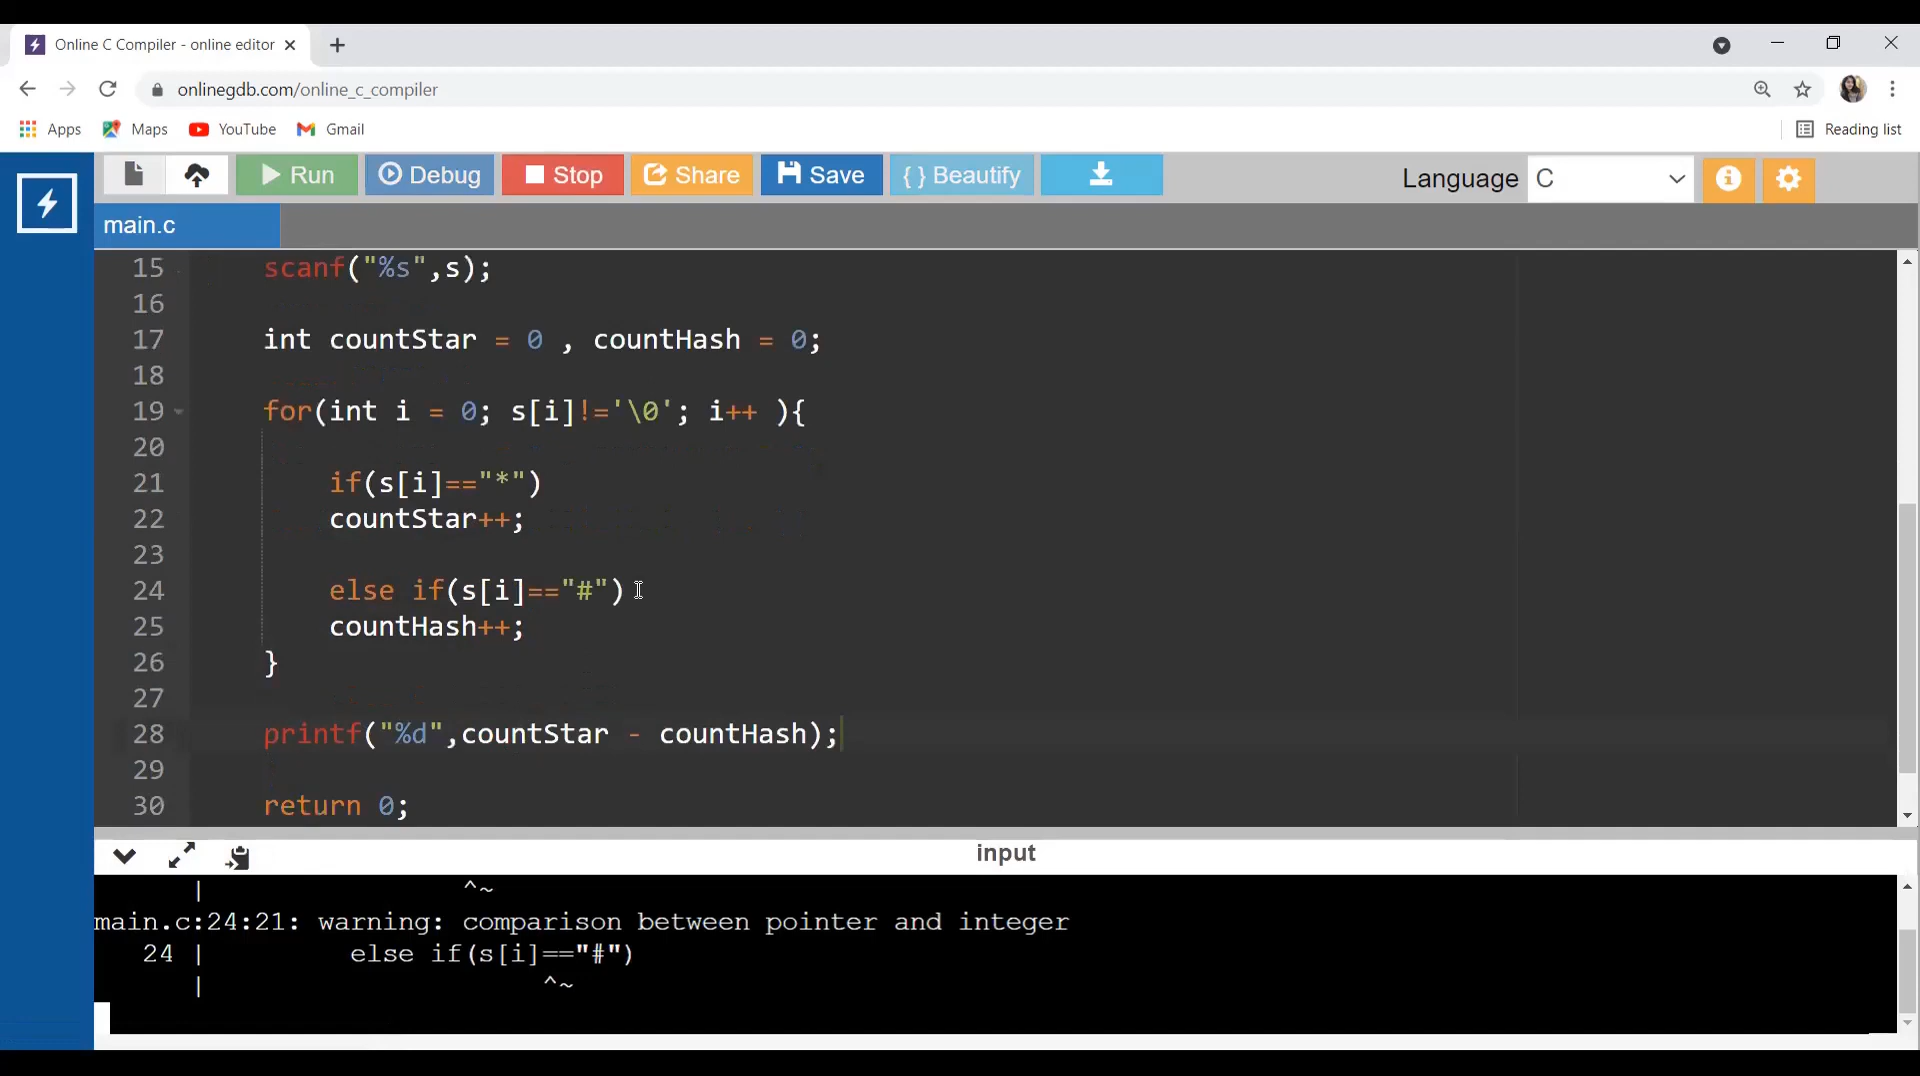 Online C Compiler - online editor
onlinegdb.com/online_c_compiler
Apps Maps YouTube Gmail Reading list
Run Debug Stop Share Save { } Beautify Language C
main.c
15 scanf("%s",s);
16
17 int countStar = 0 , countHash = 0;
18
19 for(int i = 0; s[i]!='\0'; i++ ){
20
21 if(s[i]=="*")
22 countStar++;
23
24 else if(s[i]=="#")
25 countHash++;
26 }
27
28 printf("%d",countStar - countHash);
29
30 return 0;
input
| ^~
main.c:24:21: warning: comparison between pointer and integer
24 | else if(s[i]=="#")
| ^~